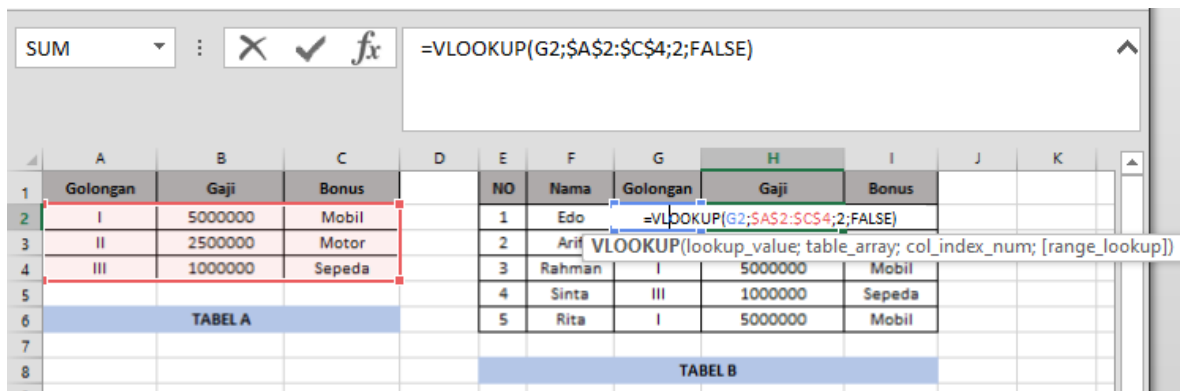 SUM fx =VLOOKUP(G2;$A$2:$C$4;2;FALSE)
A B C D E F G H I J K
1 Golongan Gaji Bonus NO Nama Golongan Gaji Bonus
2 I 5000000 Mobil 1 Edo =VLOOKUP(G2;$A$2:$C$4;2;FALSE)
3 II 2500000 Motor 2 Arif VLOOKUP(lookup_value; table_array; col_index_num; [range_lookup])
4 III 1000000 Sepeda 3 Rahman I 5000000 Mobil
5 4 Sinta III 1000000 Sepeda
6 TABEL A 5 Rita I 5000000 Mobil
7
8 TABEL B